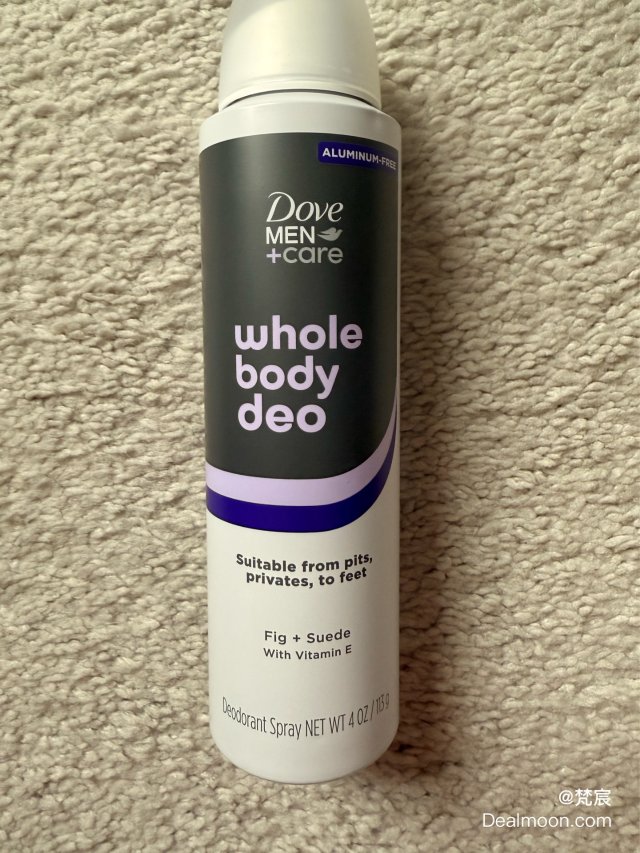 ALUMINUM-FREE
Dove
MEN
+care
whole
body
deo
Suitable from pits,
privates, to feet
Fig + Suede
With Vitamin E
Deodorant Spray NET WT 4 OZ / 113 g
@梵宸
Dealmoon.com